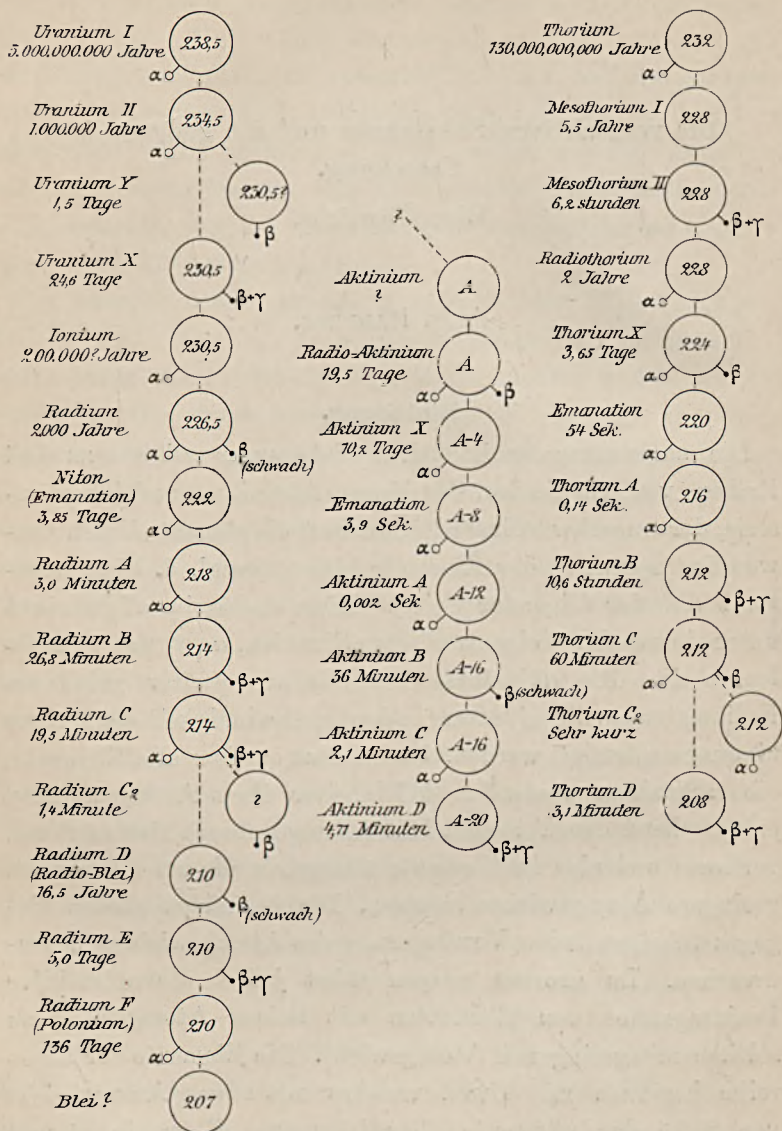 Uranium I
5.000.000.000 Jahre
238,5
α
Uranium II
1.000.000 Jahre
234,5
α
Uranium Y
1,5 Tage
230,5?
β
Uranium X
24,6 Tage
230,5
β+γ
Ionium
200.000? Jahre
230,5
α
Radium
2000 Jahre
226,5
α
β
(schwach)
Niton
(Emanation)
3,85 Tage
222
α
Radium A
3,0 Minuten
218
α
Radium B
26,8 Minuten
214
β+γ
Radium C
19,5 Minuten
214
α
β+γ
Radium C2
1,4 Minute
?
β
Radium D
(Radio-Blei)
16,5 Jahre
210
β
(schwach)
Radium E
5,0 Tage
210
β+γ
Radium F
(Polonium)
136 Tage
210
α
Blei ?
207
?
Aktinium
?
A
Radio-Aktinium
19,5 Tage
A
α
β
Aktinium X
10,2 Tage
A-4
α
Emanation
3,9 Sek.
A-8
α
Aktinium A
0,002 Sek
A-12
α
Aktinium B
36 Minuten
A-16
β(schwach)
Aktinium C
2,1 Minuten
A-16
α
Aktinium D
4,71 Minuten
A-20
β+γ
Thorium
130,000,000,000 Jahre
232
α
Mesothorium I
5,5 Jahre
228
Mesothorium II
6,2 stunden
228
β+γ
Radiothorium
2 Jahre
228
α
Thorium X
3,65 Tage
224
α
β
Emanation
54 Sek.
220
α
Thorium A
0,14 Sek.
216
α
Thorium B
10,6 Stunden
212
β+γ
Thorium C
60 Minuten
212
α
β
Thorium C2
Sehr kurz
212
α
Thorium D
3,1 Minuten
208
β+γ